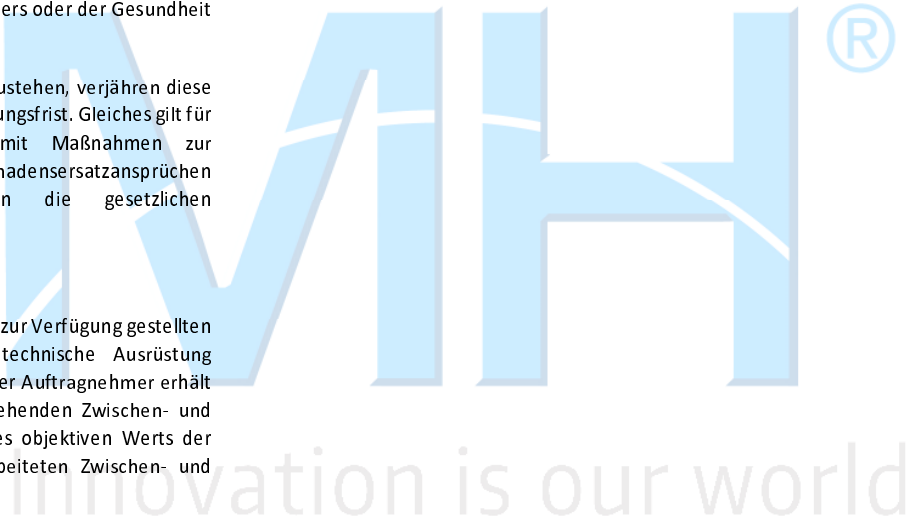 ers oder der Gesundheit
ustehen, verjähren diese
ungsfrist. Gleiches gilt für
mit Maßnahmen zur
hadensersatzansprüchen
n die gesetzlichen
zur Verfügung gestellten
technische Ausrüstung
er Auftragnehmer erhält
ehenden Zwischen- und
es objektiven Werts der
beiteten Zwischen- und
MH®
Innovation is our world